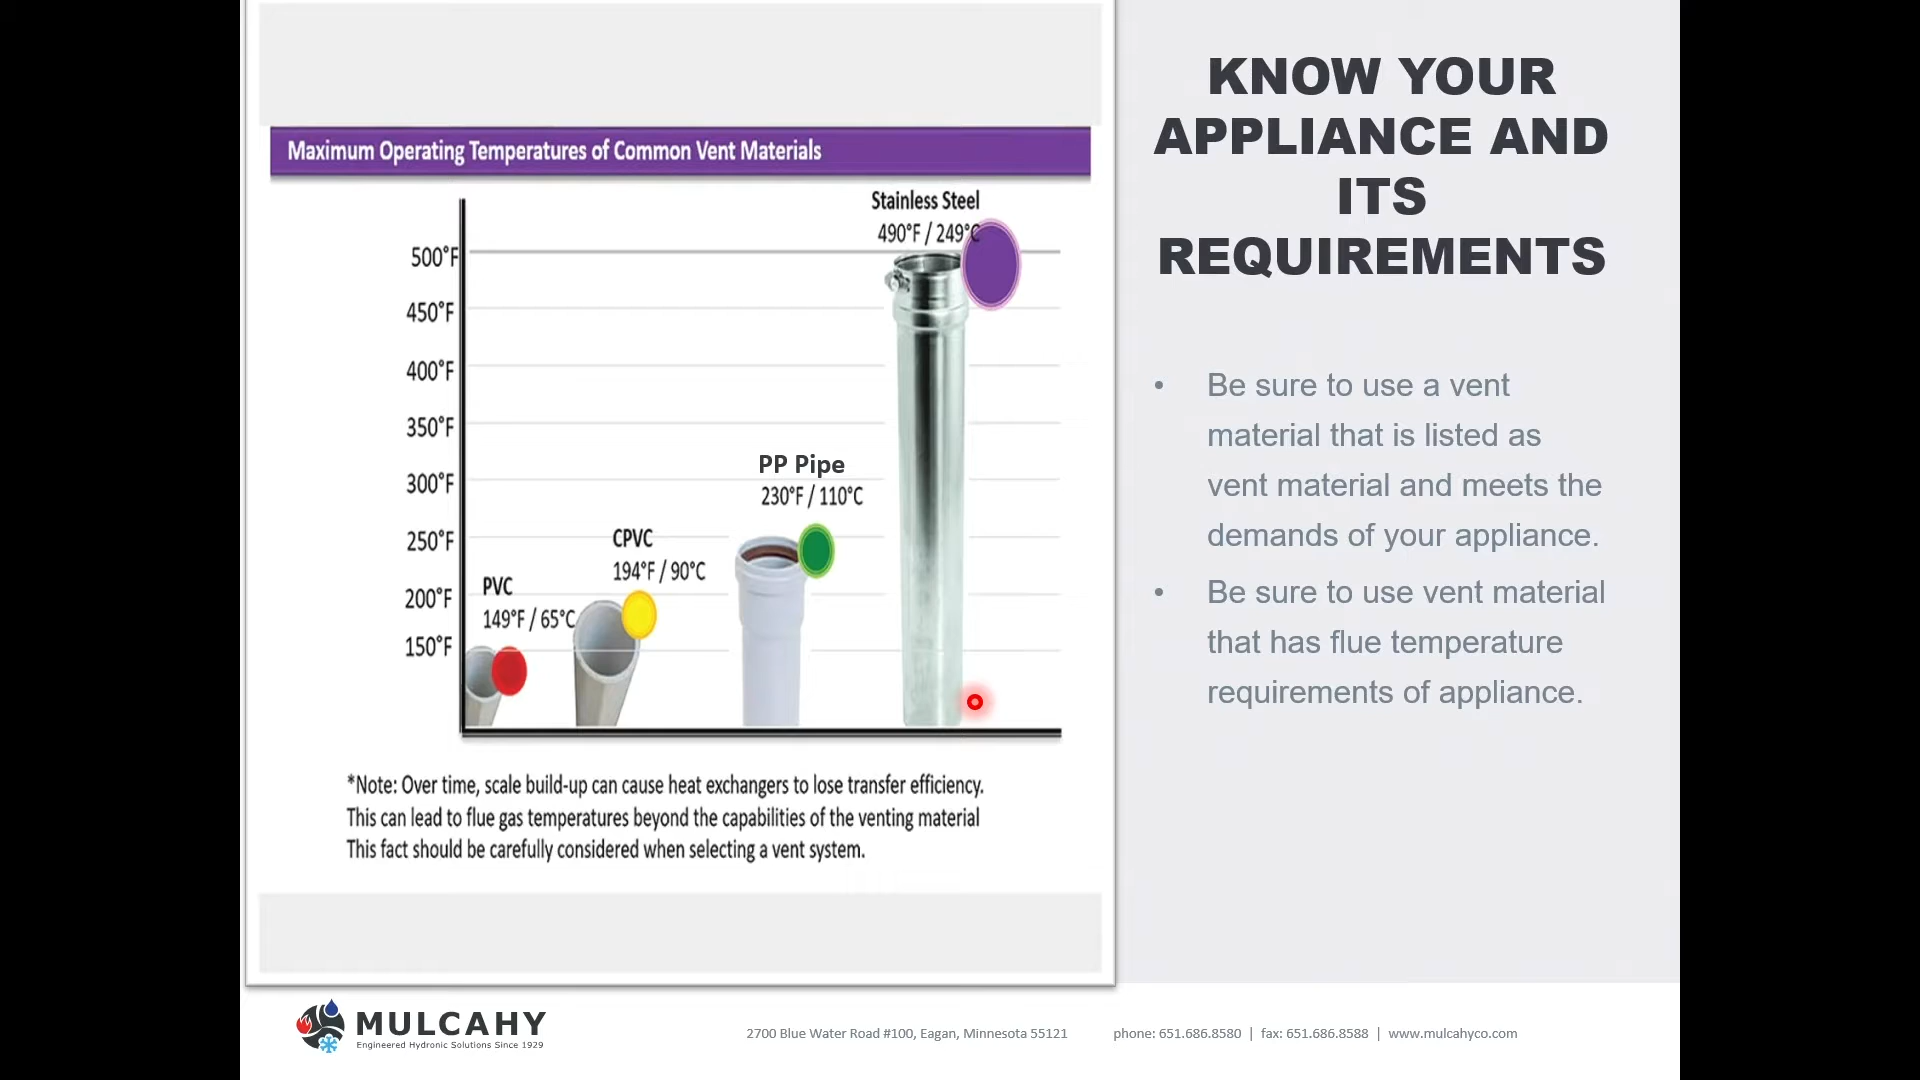 Maximum Operating Temperatures of Common Vent Materials
Stainless Steel
490°F / 249°C
500°F
450°F
400°F
350°F
300°F
250°F
200°F
150°F
PP Pipe
230°F / 110°C
CPVC
194°F / 90°C
PVC
149°F / 65°C
*Note: Over time, scale build-up can cause heat exchangers to lose transfer efficiency.
This can lead to flue gas temperatures beyond the capabilities of the venting material
This fact should be carefully considered when selecting a vent system.
KNOW YOUR
APPLIANCE AND
ITS
REQUIREMENTS
• Be sure to use a vent
material that is listed as
vent material and meets the
demands of your appliance.
• Be sure to use vent material
that has flue temperature
requirements of appliance.
MULCAHY
Engineered Hydronic Solutions Since 1929
2700 Blue Water Road #100, Eagan, Minnesota 55121 phone: 651.686.8580 | fax: 651.686.8588 | www.mulcahyco.com